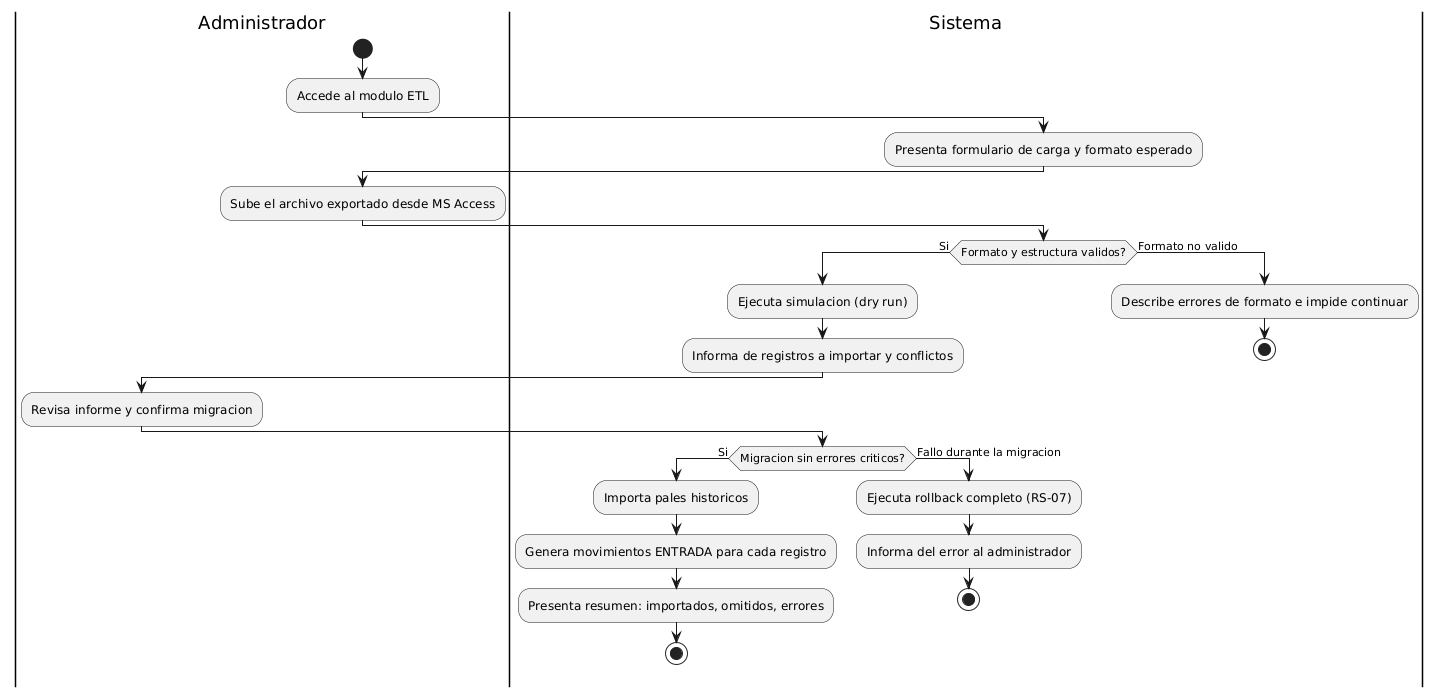 Administrador
Sistema
Accede al modulo ETL
Presenta formulario de carga y formato esperado
Sube el archivo exportado desde MS Access
Si
Formato y estructura validos?
Formato no valido
Ejecuta simulacion (dry run)
Describe errores de formato e impide continuar
Informa de registros a importar y conflictos
Revisa informe y confirma migracion
Si
Migracion sin errores criticos?
Fallo durante la migracion
Importa pales historicos
Ejecuta rollback completo (RS-07)
Genera movimientos ENTRADA para cada registro
Informa del error al administrador
Presenta resumen: importados, omitidos, errores